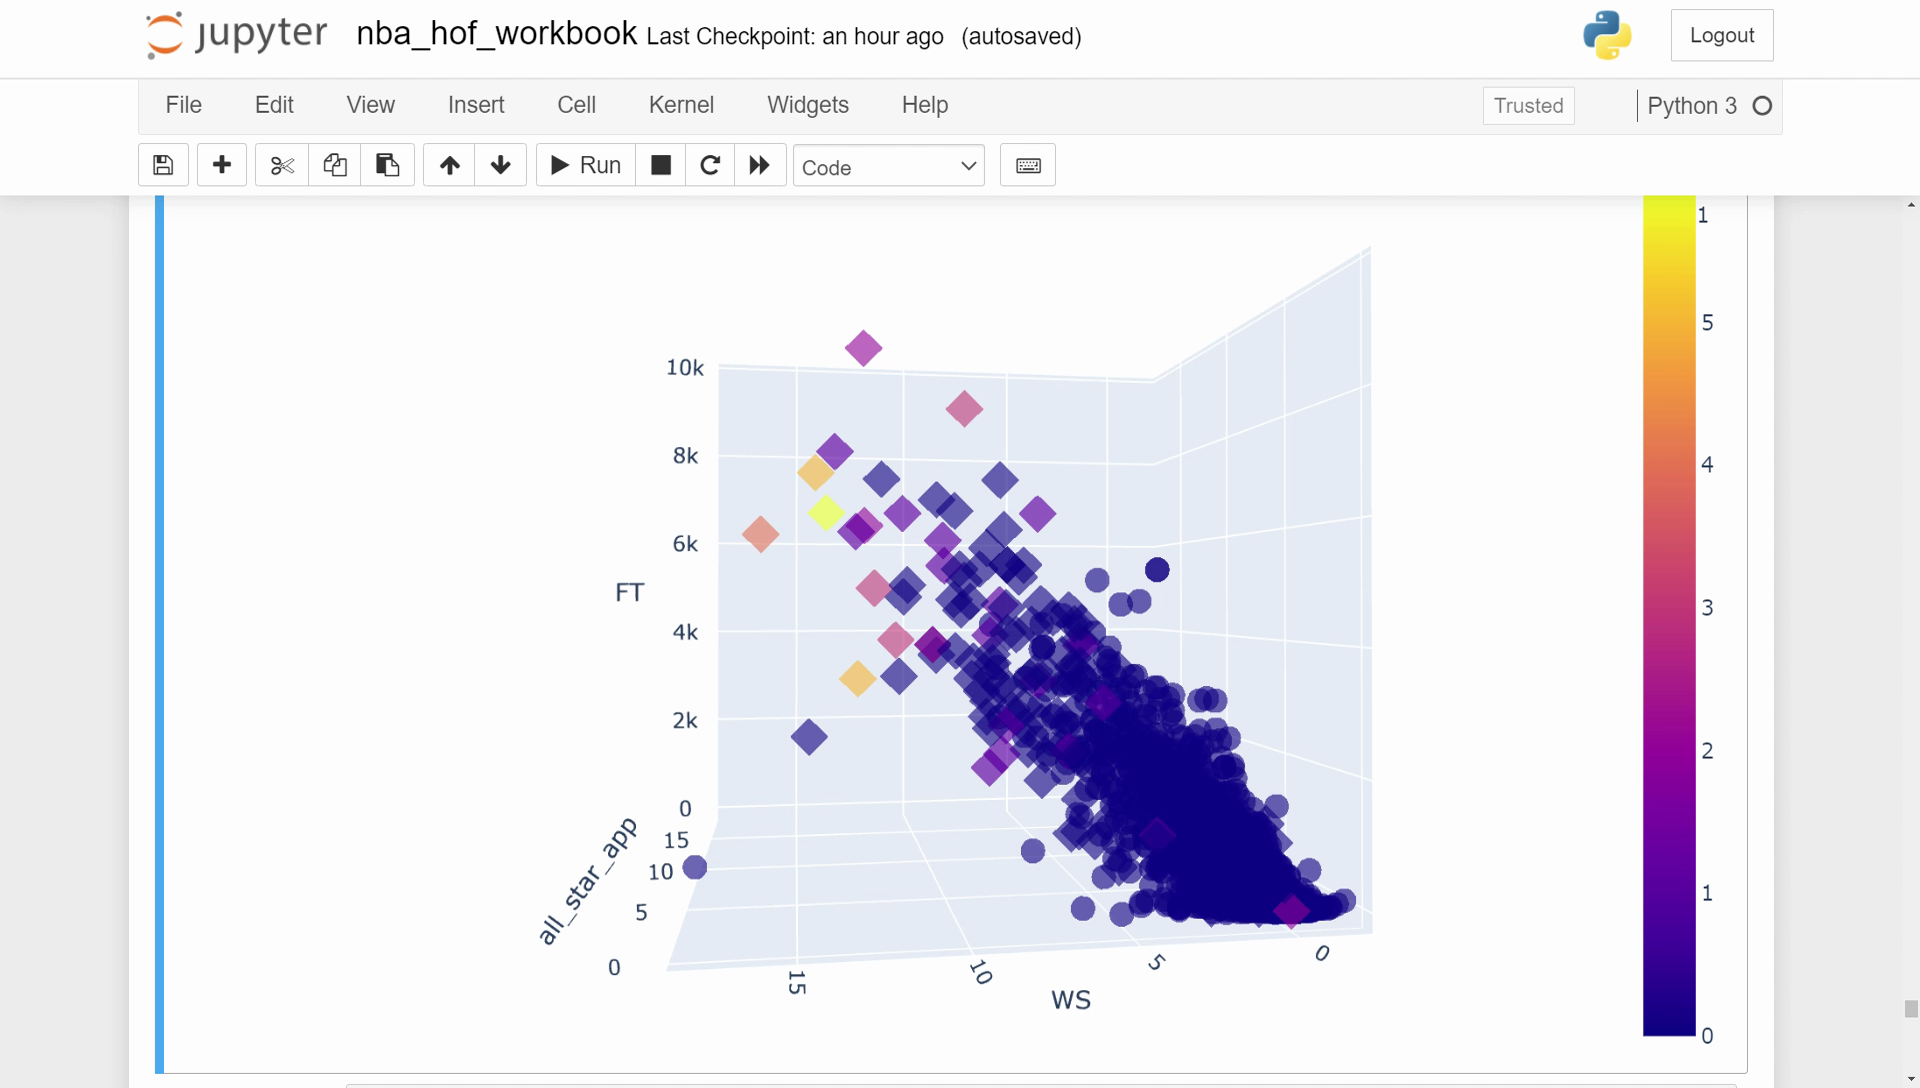 jupyter nba_hof_workbook Last Checkpoint: an hour ago (autosaved) Logout
File Edit View Insert Cell Kernel Widgets Help Trusted Python 3
Run Code
1
5
10k
8k
4
6k
FT
3
4k
2k
2
0
15
10
all_star_app
5
1
0
15
10
5
0
WS
0